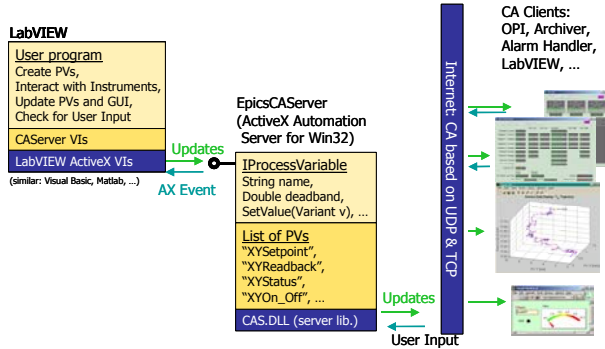 LabVIEW
User program
Create PVs,
Interact with Instruments,
Update PVs and GUI,
Check for User Input
CAServer VIs
LabVIEW ActiveX VIs
(similar: Visual Basic, Matlab, ...)
Updates
AX Event
EpicsCAServer
(ActiveX Automation
Server for Win32)
IProcessVariable
String name,
Double deadband,
SetValue(Variant v), ...
List of PVs
“XYSetpoint”,
“XYReadback”,
“XYStatus”,
“XYOn_Off”, ...
CAS.DLL (server lib.)
Updates
User Input
Internet: CA based on UDP & TCP
CA Clients:
OPI, Archiver,
Alarm Handler,
LabVIEW, ...